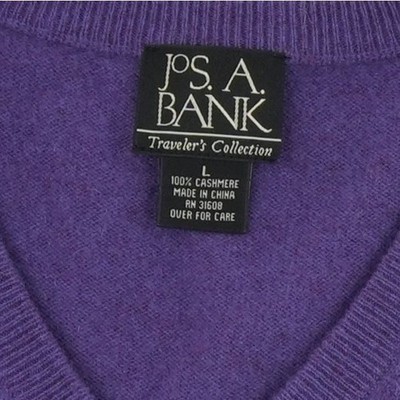 JOS. A.
BANK
Traveler's Collection
L
100% CASHMERE
MADE IN CHINA
RN 31608
OVER FOR CARE